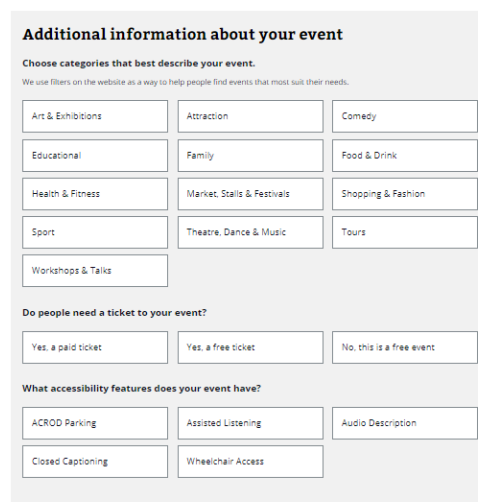 Additional information about your event
Choose categories that best describe your event.
We use filters on the website as a way to help people find events that most suit their needs.
Art & Exhibitions
Attraction
Comedy
Educational
Family
Food & Drink
Health & Fitness
Market, Stalls & Festivals
Shopping & Fashion
Sport
Theatre, Dance & Music
Tours
Workshops & Talks
Do people need a ticket to your event?
Yes, a paid ticket
Yes, a free ticket
No, this is a free event
What accessibility features does your event have?
ACROD Parking
Assisted Listening
Audio Description
Closed Captioning
Wheelchair Access